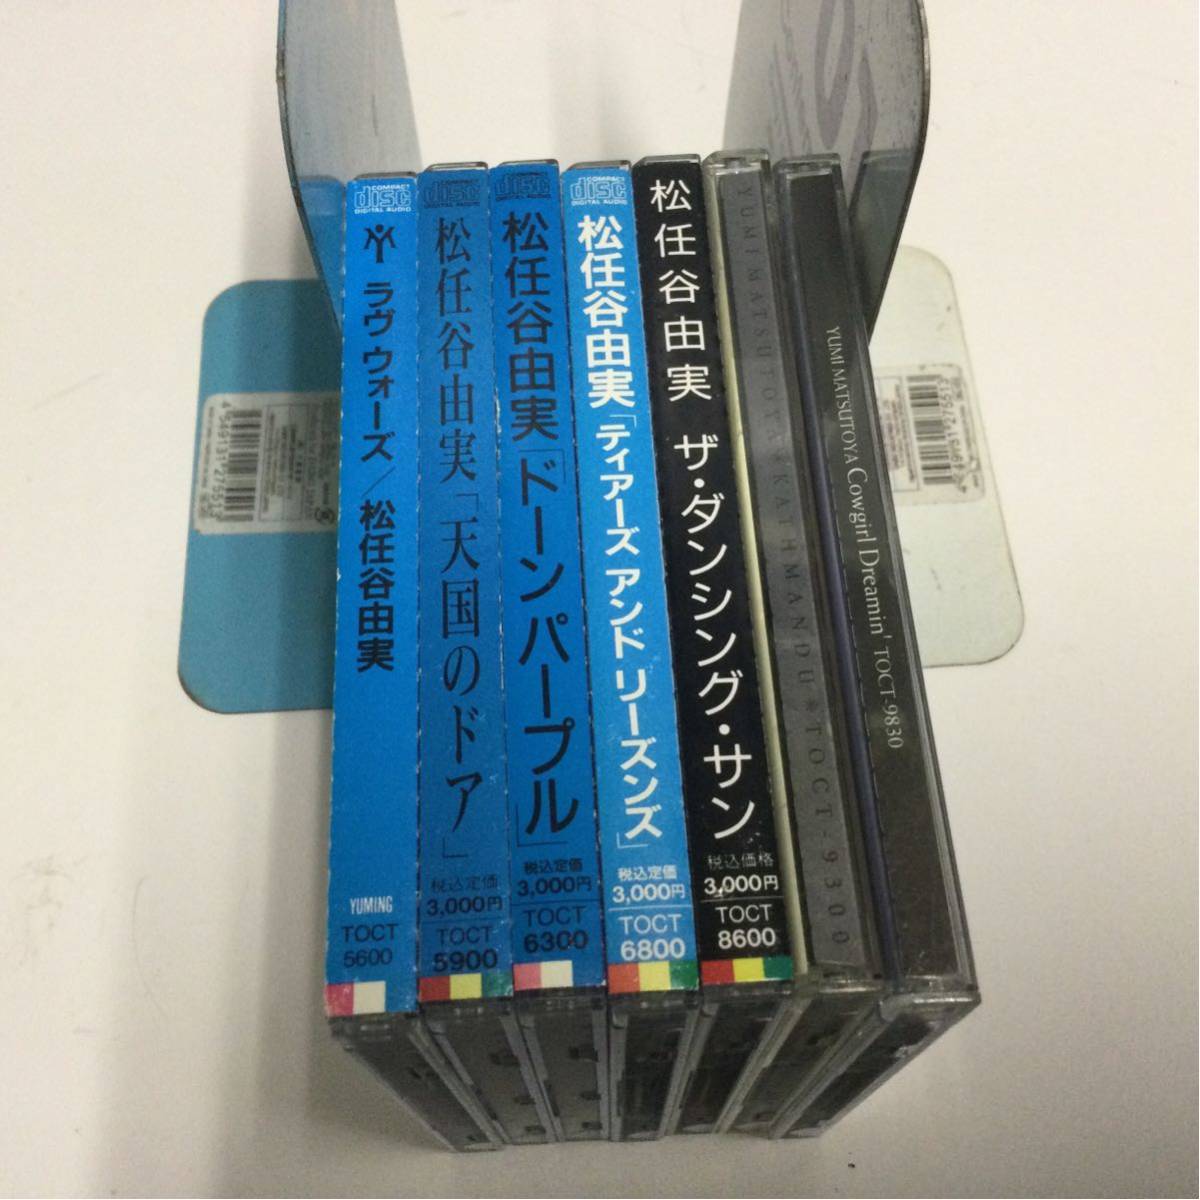 COMPACT
disc
DIGITAL AUDIO
ラヴ ウォーズ／松任谷由実
YUMING
TOCT
5600
COMPACT
disc
DIGITAL AUDIO
松任谷由実「天国のドア」
税込定価
3,000円
TOCT
5900
COMPACT
disc
DIGITAL AUDIO
松任谷由実「ドーン パープル」
税込定価
3,000円
TOCT
6300
COMPACT
disc
DIGITAL AUDIO
松任谷由実「ティアーズ アンド リーズンズ」
税込定価
3,000円
TOCT
6800
松任谷由実 ザ・ダンシング・サン
税込価格
3,000円
TOCT
8600
YUMI MATSUTOYA*KATHMANDU*TOCT-9300
YUMI MATSUTOYA Cowgirl Dreamin' TOCT-9830